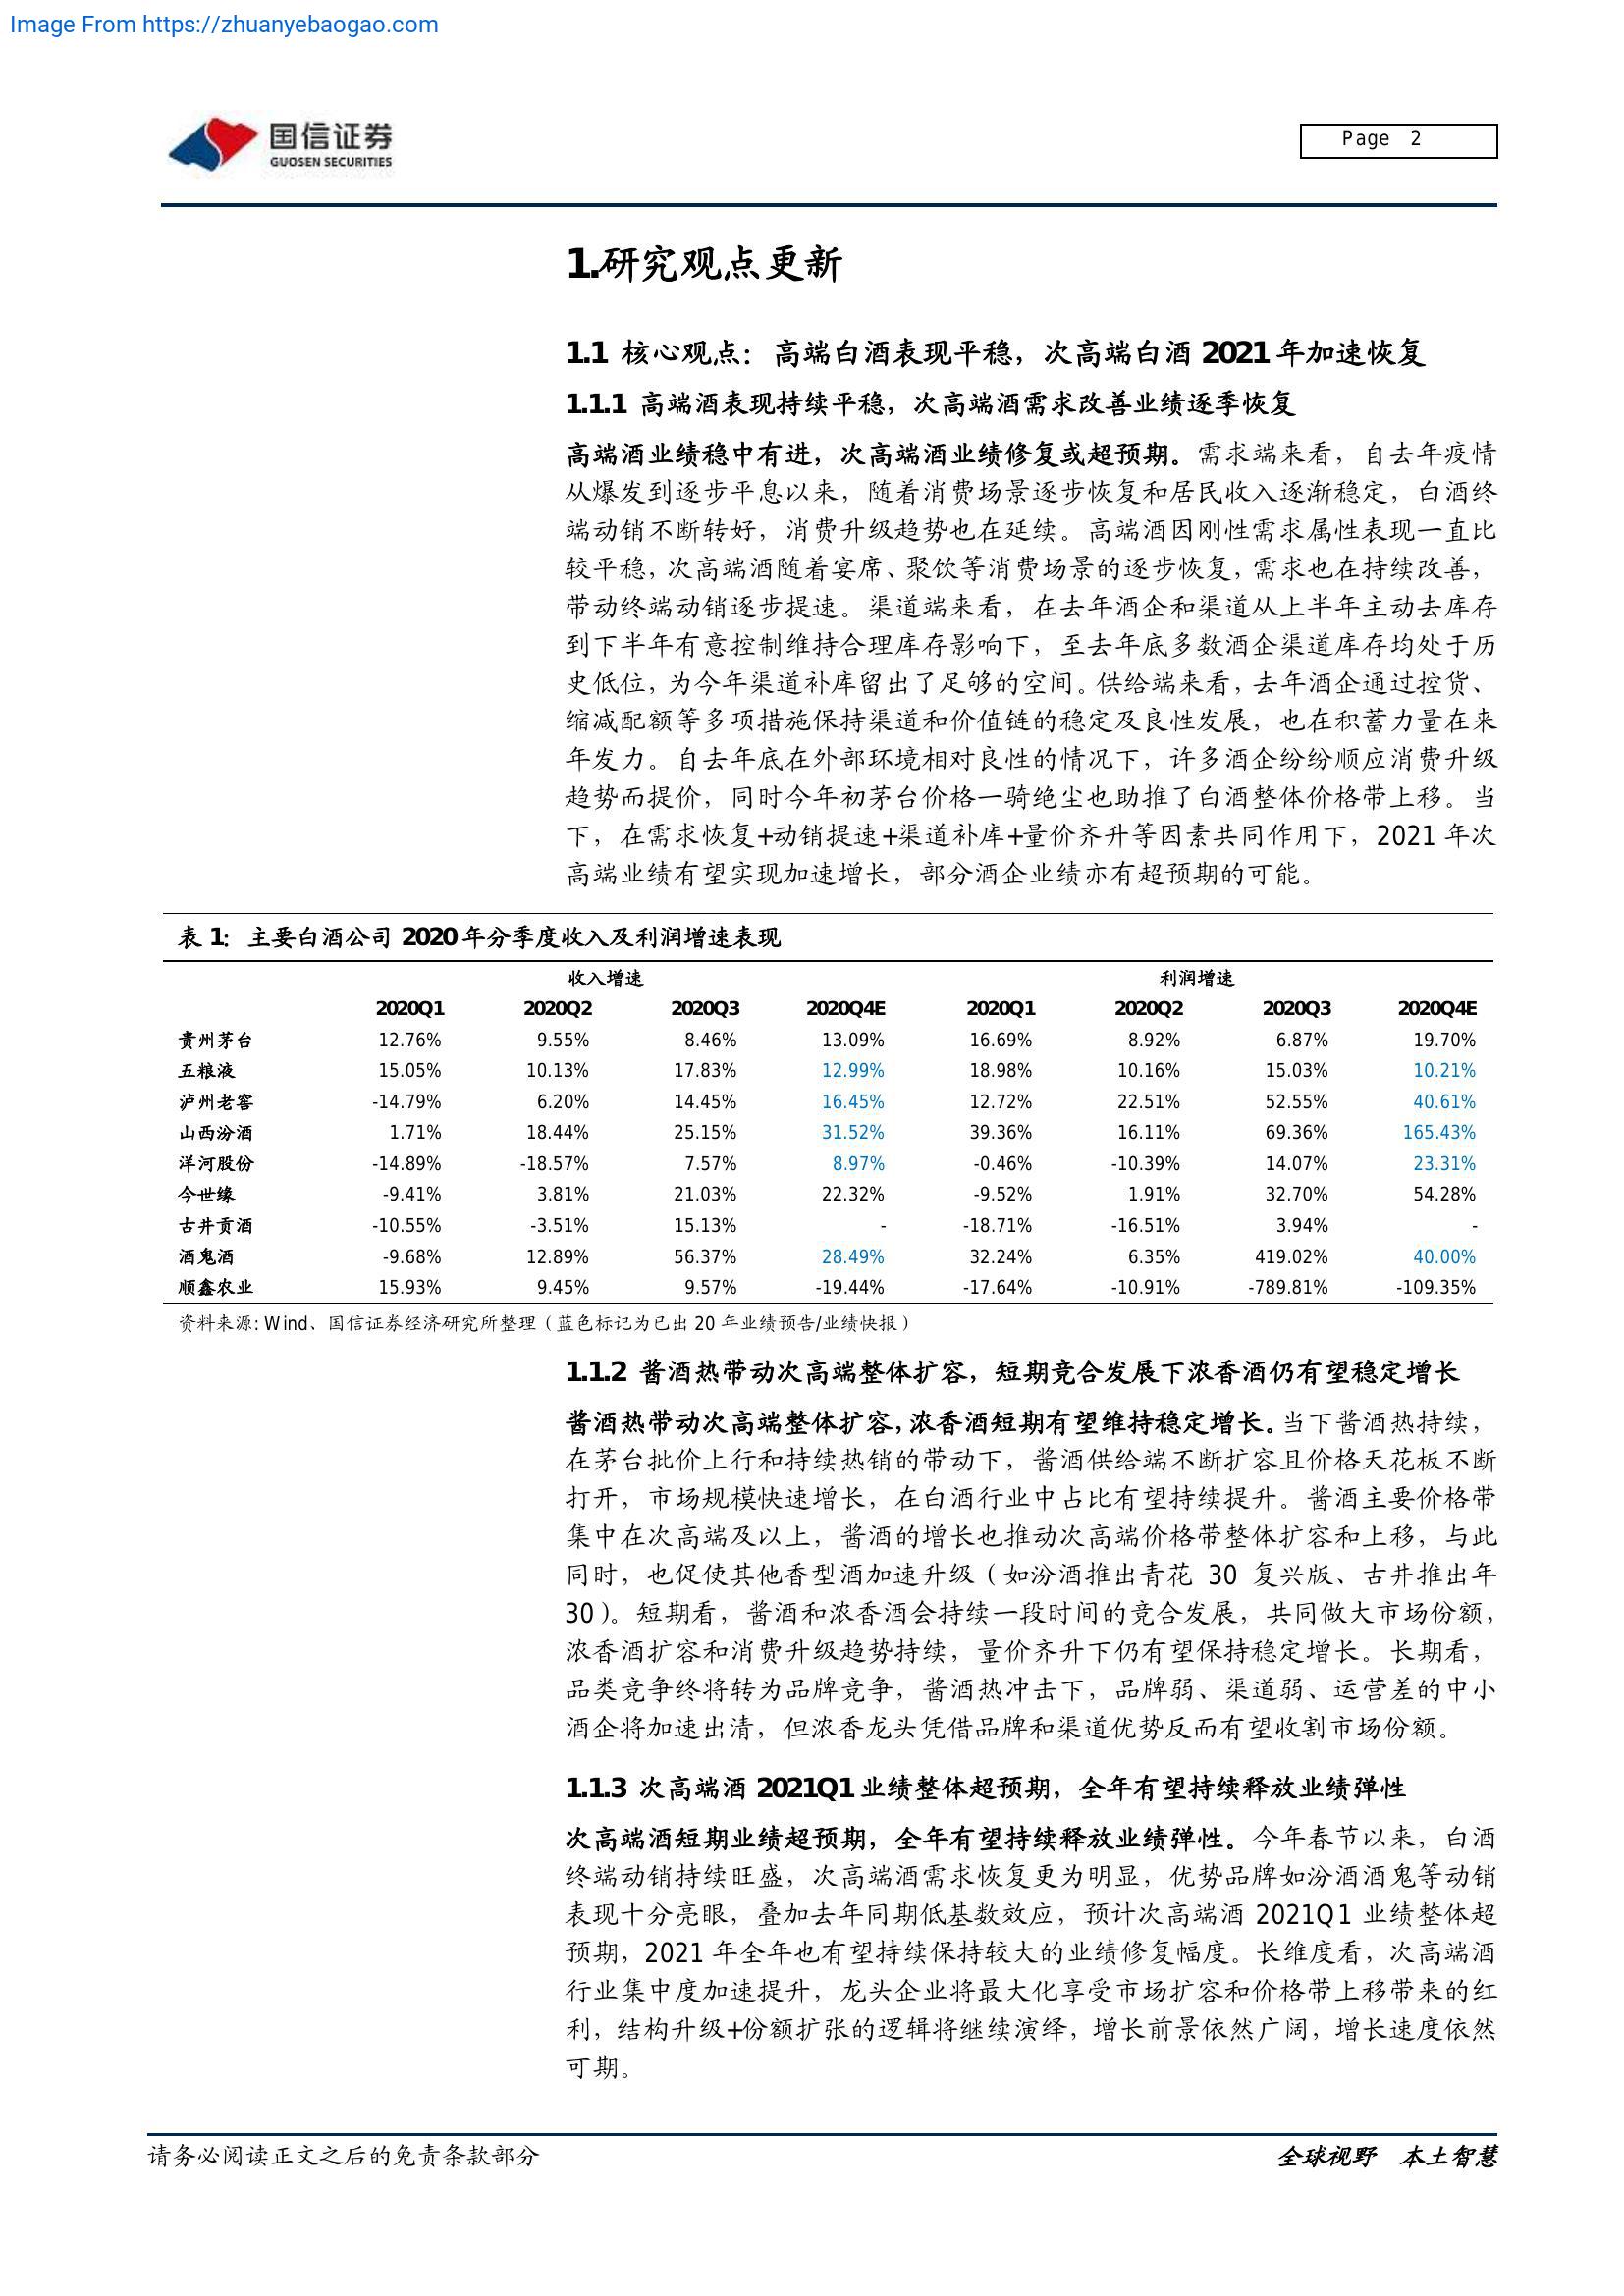 Image From https://zhuanyebaogao.com
国信证券
GUOSEN SECURITIES
Page 2
1.研究观点更新
1.1 核心观点：高端白酒表现平稳，次高端白酒 2021 年加速恢复
1.1.1 高端酒表现持续平稳，次高端酒需求改善业绩逐季恢复
高端酒业绩稳中有进，次高端酒业绩修复或超预期。需求端来看，自去年疫情
从爆发到逐步平息以来，随着消费场景逐步恢复和居民收入逐渐稳定，白酒终
端动销不断转好，消费升级趋势也在延续。高端酒因刚性需求属性表现一直比
较平稳，次高端酒随着宴席、聚饮等消费场景的逐步恢复，需求也在持续改善，
带动终端动销逐步提速。渠道端来看，在去年酒企和渠道从上半年主动去库存
到下半年有意控制维持合理库存影响下，至去年底多数酒企渠道库存均处于历
史低位，为今年渠道补库留出了足够的空间。供给端来看，去年酒企通过控货、
缩减配额等多项措施保持渠道和价值链的稳定及良性发展，也在积蓄力量在来
年发力。自去年底在外部环境相对良性的情况下，许多酒企纷纷顺应消费升级
趋势而提价，同时今年初茅台价格一骑绝尘也助推了白酒整体价格带上移。当
下，在需求恢复+动销提速+渠道补库+量价齐升等因素共同作用下，2021 年次
高端业绩有望实现加速增长，部分酒企业绩亦有超预期的可能。
表 1：主要白酒公司 2020 年分季度收入及利润增速表现
收入增速 利润增速
2020Q1 2020Q2 2020Q3 2020Q4E 2020Q1 2020Q2 2020Q3 2020Q4E
贵州茅台 12.76% 9.55% 8.46% 13.09% 16.69% 8.92% 6.87% 19.70%
五粮液 15.05% 10.13% 17.83% 12.99% 18.98% 10.16% 15.03% 10.21%
泸州老窖 -14.79% 6.20% 14.45% 16.45% 12.72% 22.51% 52.55% 40.61%
山西汾酒 1.71% 18.44% 25.15% 31.52% 39.36% 16.11% 69.36% 165.43%
洋河股份 -14.89% -18.57% 7.57% 8.97% -0.46% -10.39% 14.07% 23.31%
今世缘 -9.41% 3.81% 21.03% 22.32% -9.52% 1.91% 32.70% 54.28%
古井贡酒 -10.55% -3.51% 15.13% - -18.71% -16.51% 3.94% -
酒鬼酒 -9.68% 12.89% 56.37% 28.49% 32.24% 6.35% 419.02% 40.00%
顺鑫农业 15.93% 9.45% 9.57% -19.44% -17.64% -10.91% -789.81% -109.35%
资料来源: Wind、国信证券经济研究所整理（蓝色标记为已出 20 年业绩预告/业绩快报）
1.1.2 酱酒热带动次高端整体扩容，短期竞合发展下浓香酒仍有望稳定增长
酱酒热带动次高端整体扩容，浓香酒短期有望维持稳定增长。当下酱酒热持续，
在茅台批价上行和持续热销的带动下，酱酒供给端不断扩容且价格天花板不断
打开，市场规模快速增长，在白酒行业中占比有望持续提升。酱酒主要价格带
集中在次高端及以上，酱酒的增长也推动次高端价格带整体扩容和上移，与此
同时，也促使其他香型酒加速升级（如汾酒推出青花 30 复兴版、古井推出年
30）。短期看，酱酒和浓香酒会持续一段时间的竞合发展，共同做大市场份额，
浓香酒扩容和消费升级趋势持续，量价齐升下仍有望保持稳定增长。长期看，
品类竞争终将转为品牌竞争，酱酒热冲击下，品牌弱、渠道弱、运营差的中小
酒企将加速出清，但浓香龙头凭借品牌和渠道优势反而有望收割市场份额。
1.1.3 次高端酒 2021Q1 业绩整体超预期，全年有望持续释放业绩弹性
次高端酒短期业绩超预期，全年有望持续释放业绩弹性。今年春节以来，白酒
终端动销持续旺盛，次高端酒需求恢复更为明显，优势品牌如汾酒酒鬼等动销
表现十分亮眼，叠加去年同期低基数效应，预计次高端酒 2021Q1 业绩整体超
预期，2021 年全年也有望持续保持较大的业绩修复幅度。长维度看，次高端酒
行业集中度加速提升，龙头企业将最大化享受市场扩容和价格带上移带来的红
利，结构升级+份额扩张的逻辑将继续演绎，增长前景依然广阔，增长速度依然
可期。
请务必阅读正文之后的免责条款部分
全球视野 本土智慧